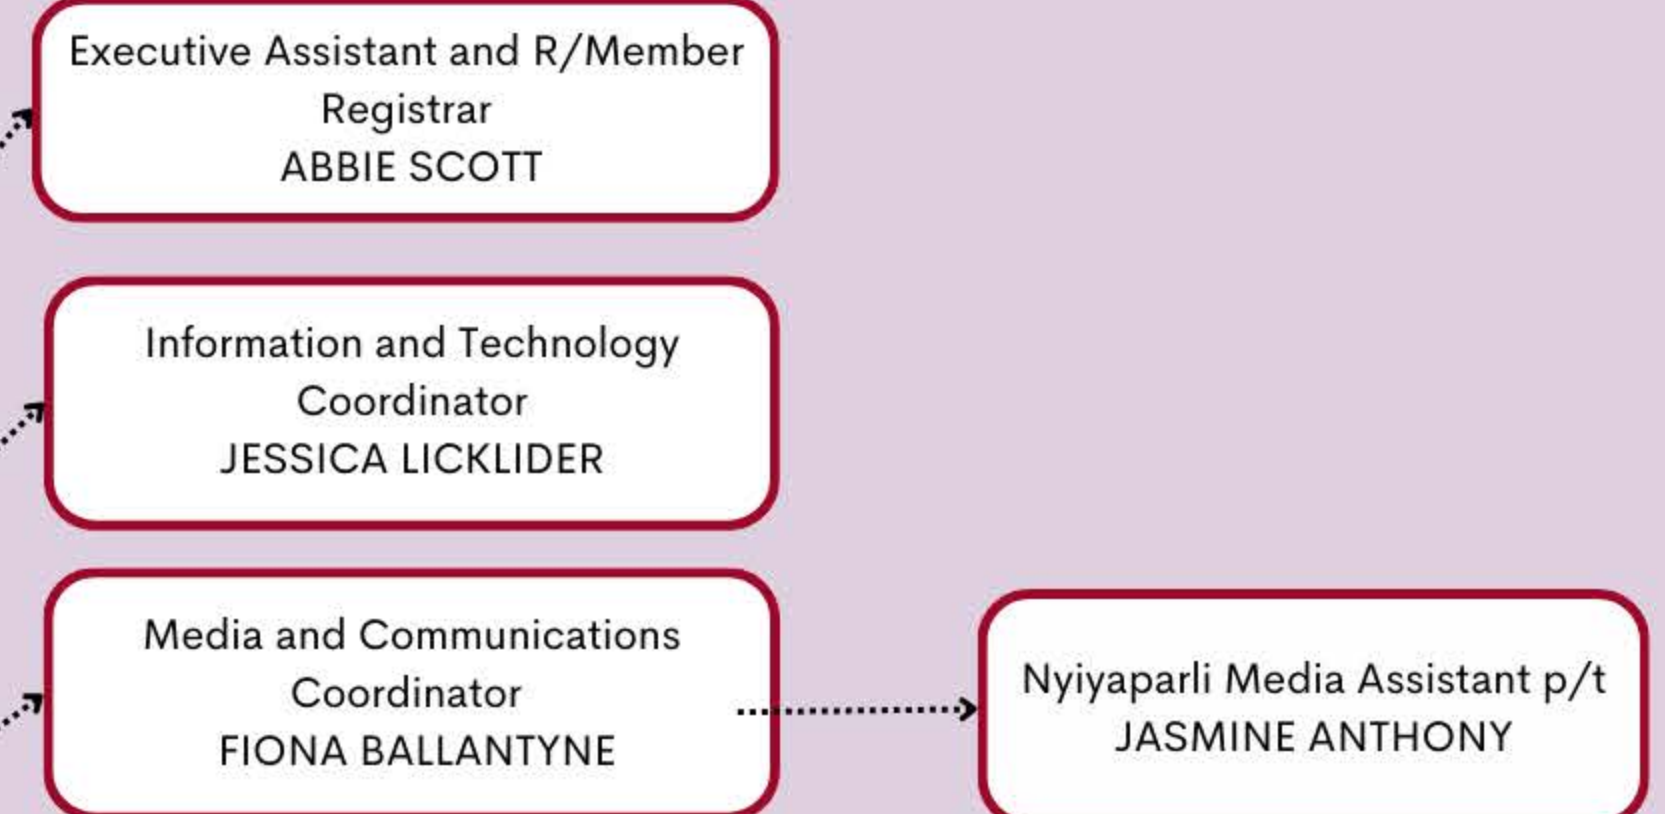 Executive Assistant and R/Member
Registrar
ABBIE SCOTT
Information and Technology
Coordinator
JESSICA LICKLIDER
Media and Communications
Coordinator
FIONA BALLANTYNE
Nyiyaparli Media Assistant p/t
JASMINE ANTHONY